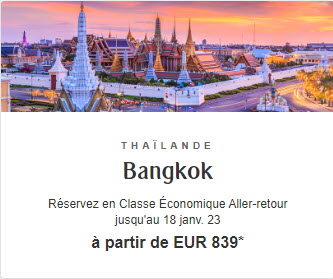 THAÏLANDE
Bangkok
Réservez en Classe Économique Aller-retour
jusqu'au 18 janv. 23
à partir de EUR 839*